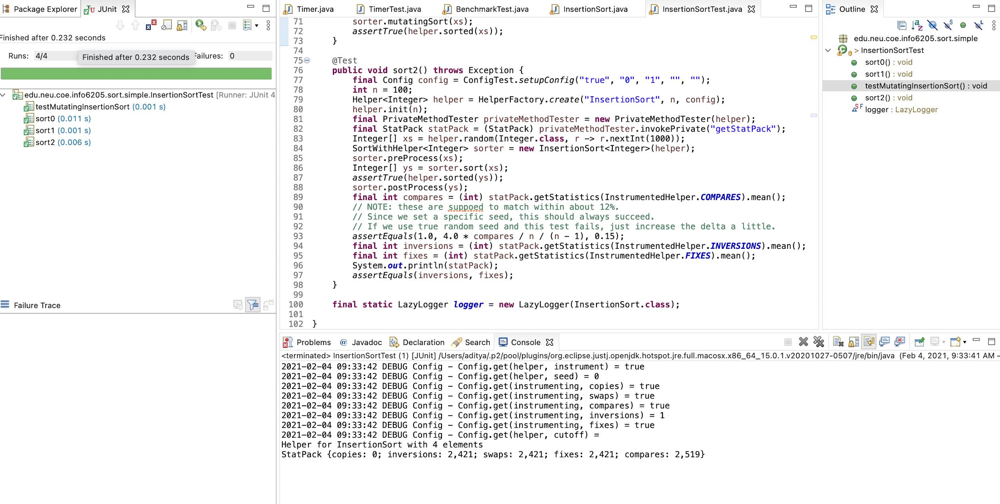 Package Explorer
JUnit
Finished after 0.232 seconds
Runs: 4/4
Finished after 0.232 seconds
Failures: 0
edu.neu.coe.info6205.sort.simple.InsertionSortTest [Runner: JUnit 4
testMutatingInsertionSort (0.001 s)
sort0 (0.011 s)
sort1 (0.001 s)
sort2 (0.006 s)
Failure Trace
Timer.java
TimerTest.java
BenchmarkTest.java
InsertionSort.java
InsertionSortTest.java
71 sorter.mutatingSort(xs);
72 assertTrue(helper.sorted(xs));
73 }
74
75 @Test
76 public void sort2() throws Exception {
77 final Config config = ConfigTest.setupConfig("true", "0", "1", "", "");
78 int n = 100;
79 Helper<Integer> helper = HelperFactory.create("InsertionSort", n, config);
80 helper.init(n);
81 final PrivateMethodTester privateMethodTester = new PrivateMethodTester(helper);
82 final StatPack statPack = (StatPack) privateMethodTester.invokePrivate("getStatPack");
83 Integer[] xs = helper.random(Integer.class, r -> r.nextInt(1000));
84 SortWithHelper<Integer> sorter = new InsertionSort<Integer>(helper);
85 sorter.preProcess(xs);
86 Integer[] ys = sorter.sort(xs);
87 assertTrue(helper.sorted(ys));
88 sorter.postProcess(ys);
89 final int compares = (int) statPack.getStatistics(InstrumentedHelper.COMPARES).mean();
90 // NOTE: these are suppoed to match within about 12%.
91 // Since we set a specific seed, this should always succeed.
92 // If we use true random seed and this test fails, just increase the delta a little.
93 assertEquals(1.0, 4.0 * compares / n / (n - 1), 0.15);
94 final int inversions = (int) statPack.getStatistics(InstrumentedHelper.INVERSIONS).mean();
95 final int fixes = (int) statPack.getStatistics(InstrumentedHelper.FIXES).mean();
96 System.out.println(statPack);
97 assertEquals(inversions, fixes);
98 }
99
100 final static LazyLogger logger = new LazyLogger(InsertionSort.class);
101
102 }
Outline
edu.neu.coe.info6205.sort.simple
> InsertionSortTest
sort0() : void
sort1() : void
testMutatingInsertionSort() : void
sort2() : void
S F logger : LazyLogger
Problems
@ Javadoc
Declaration
Search
Console
<terminated> InsertionSortTest (1) [JUnit] /Users/aditya/.p2/pool/plugins/org.eclipse.justj.openjdk.hotspot.jre.full.macosx.x86_64_15.0.1.v20201027-0507/jre/bin/java (Feb 4, 2021, 9:33:41 AM –
2021-02-04 09:33:42 DEBUG Config - Config.get(helper, instrument) = true
2021-02-04 09:33:42 DEBUG Config - Config.get(helper, seed) = 0
2021-02-04 09:33:42 DEBUG Config - Config.get(instrumenting, copies) = true
2021-02-04 09:33:42 DEBUG Config - Config.get(instrumenting, swaps) = true
2021-02-04 09:33:42 DEBUG Config - Config.get(instrumenting, compares) = true
2021-02-04 09:33:42 DEBUG Config - Config.get(instrumenting, inversions) = 1
2021-02-04 09:33:42 DEBUG Config - Config.get(instrumenting, fixes) = true
2021-02-04 09:33:42 DEBUG Config - Config.get(helper, cutoff) =
Helper for InsertionSort with 4 elements
StatPack {copies: 0; inversions: 2,421; swaps: 2,421; fixes: 2,421; compares: 2,519}